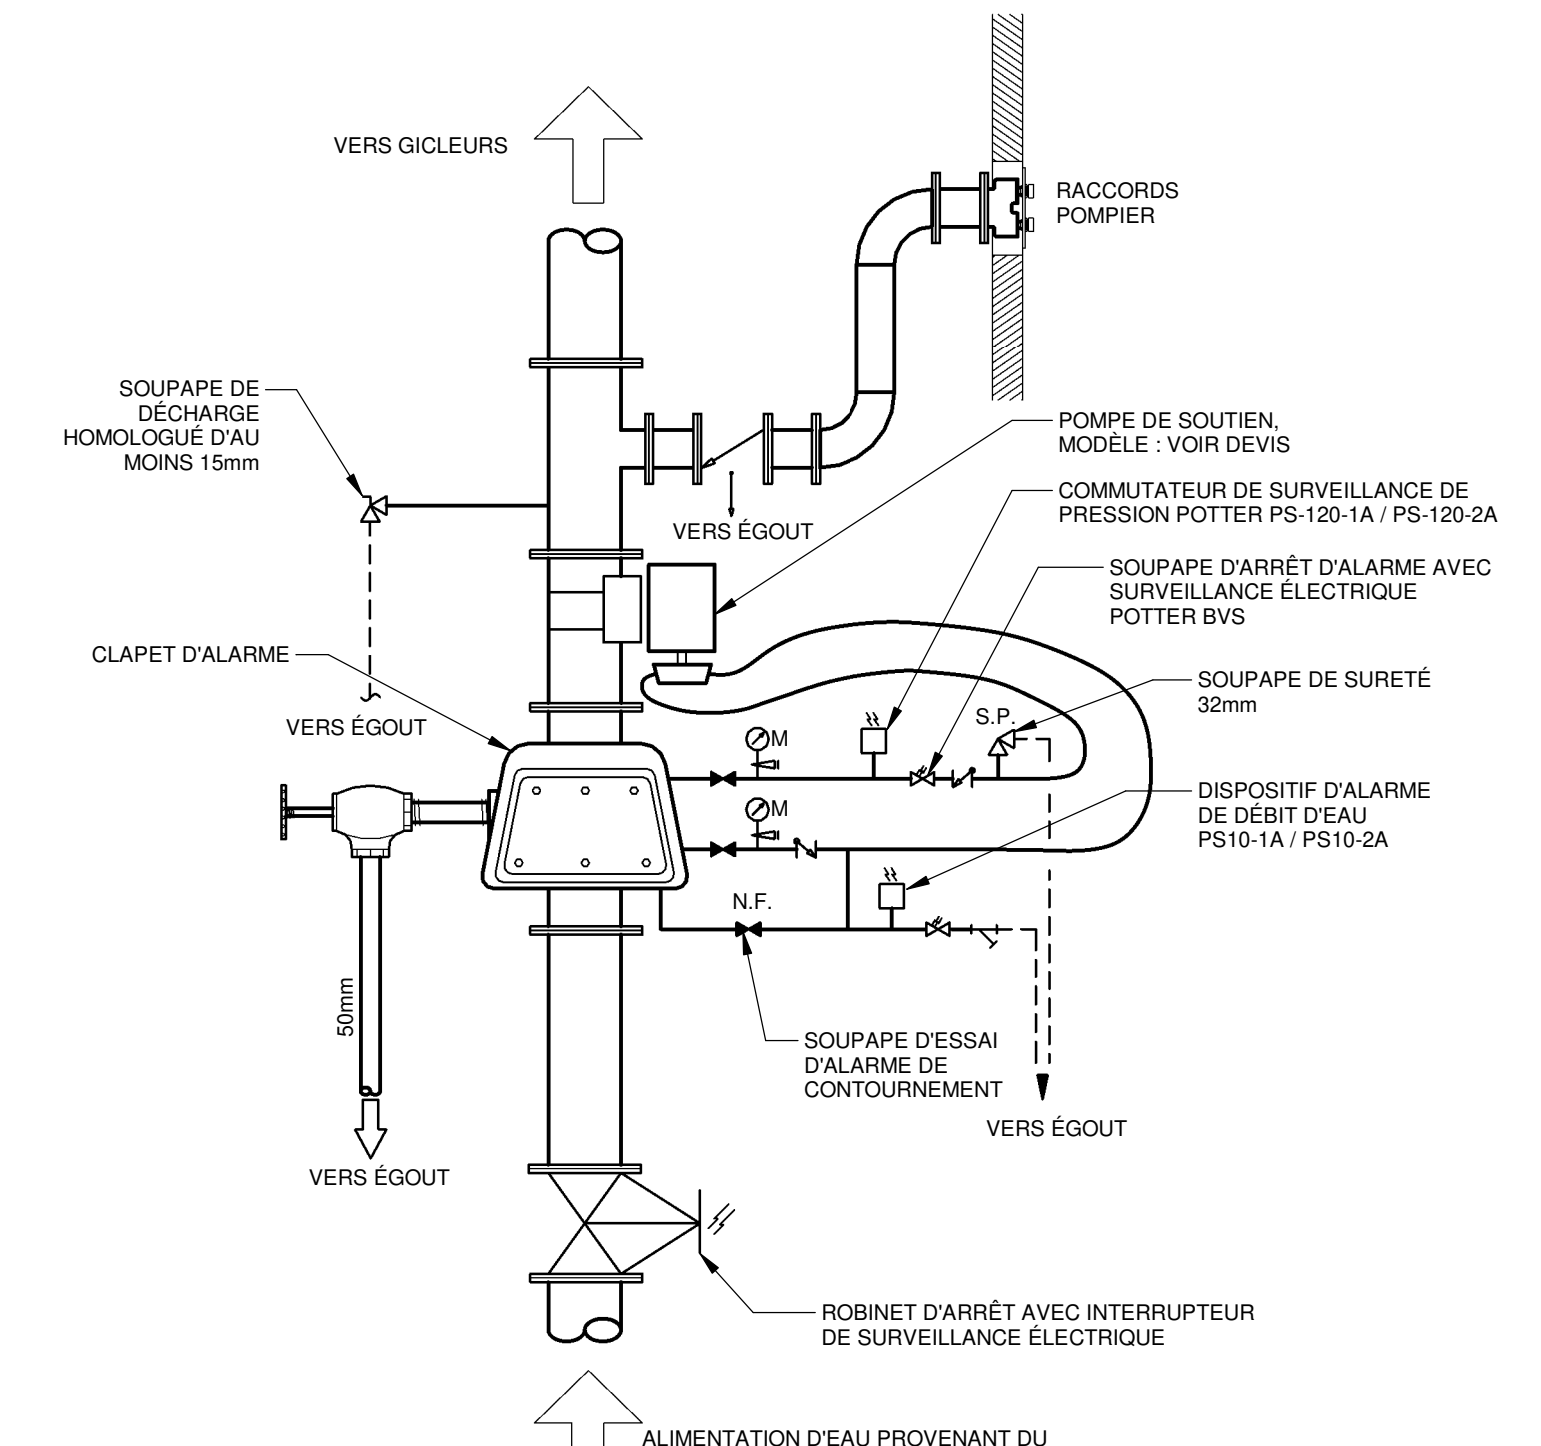 VERS GICLEURS
RACCORDS
POMPIER
SOUPAPE DE
DÉCHARGE
HOMOLOGUÉ D'AU
MOINS 15mm
POMPE DE SOUTIEN,
MODÈLE : VOIR DEVIS
COMMUTATEUR DE SURVEILLANCE DE
PRESSION POTTER PS-120-1A / PS-120-2A
VERS ÉGOUT
SOUPAPE D'ARRÊT D'ALARME AVEC
SURVEILLANCE ÉLECTRIQUE
POTTER BVS
CLAPET D'ALARME
SOUPAPE DE SURETÉ
32mm
VERS ÉGOUT
S.P.
M
DISPOSITIF D'ALARME
DE DÉBIT D'EAU
PS10-1A / PS10-2A
M
N.F.
50mm
SOUPAPE D'ESSAI
D'ALARME DE
CONTOURNEMENT
VERS ÉGOUT
VERS ÉGOUT
ROBINET D'ARRÊT AVEC INTERRUPTEUR
DE SURVEILLANCE ÉLECTRIQUE
ALIMENTATION D'EAU PROVENANT DU